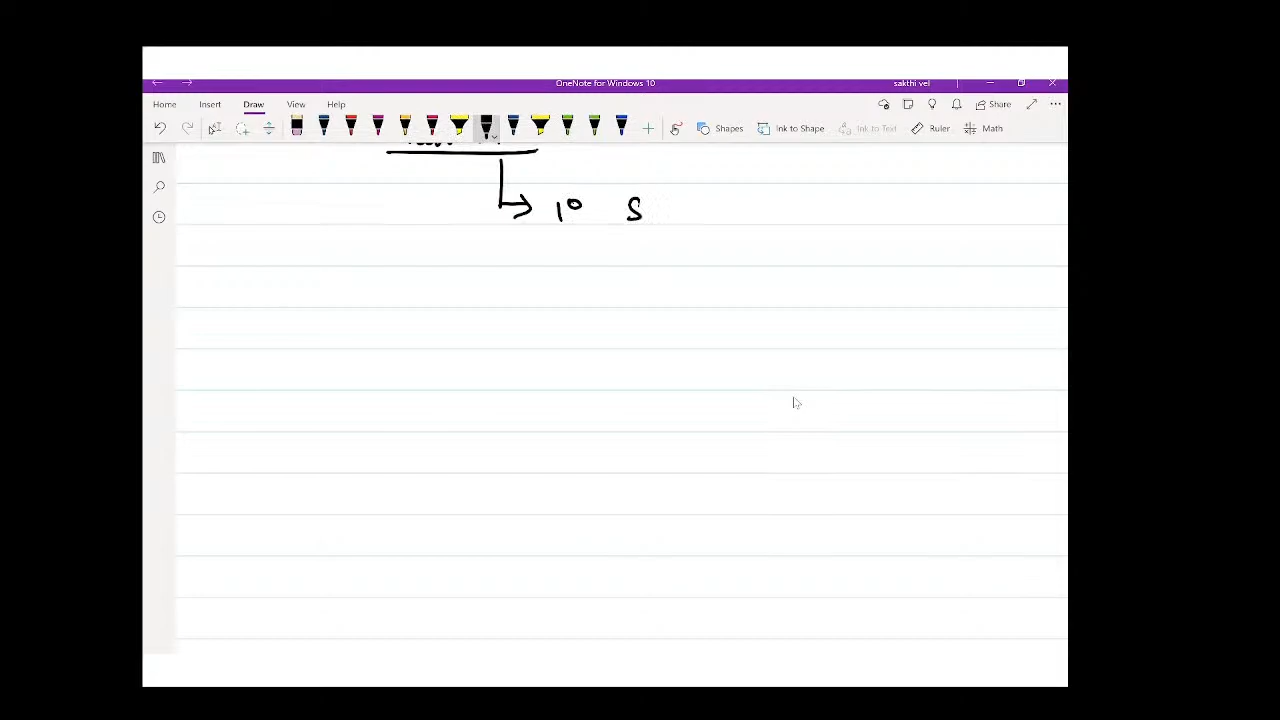 OneNote for Windows 10
sakthi vel
Home Insert Draw View Help
Share
Shapes Ink to Shape Ink to Text Ruler Math
1° S